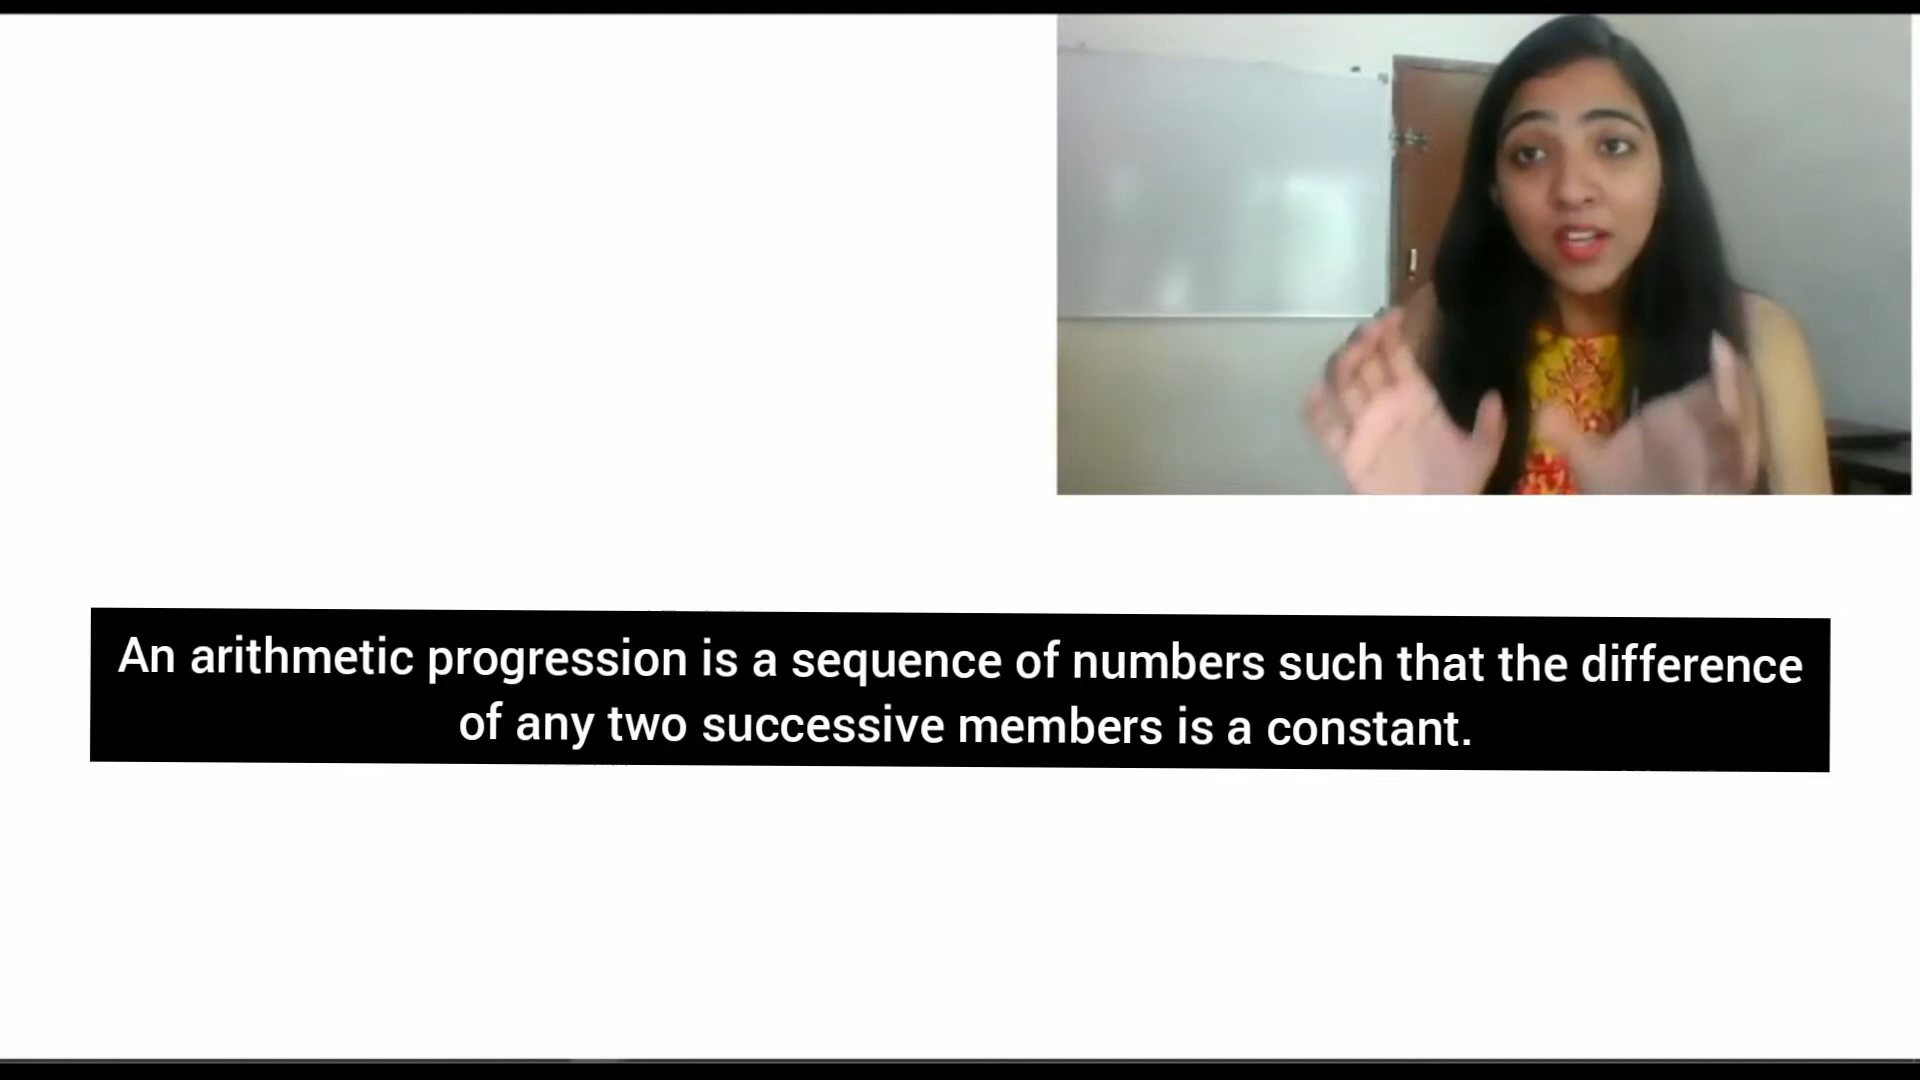 An arithmetic progression is a sequence of numbers such that the difference
of any two successive members is a constant.